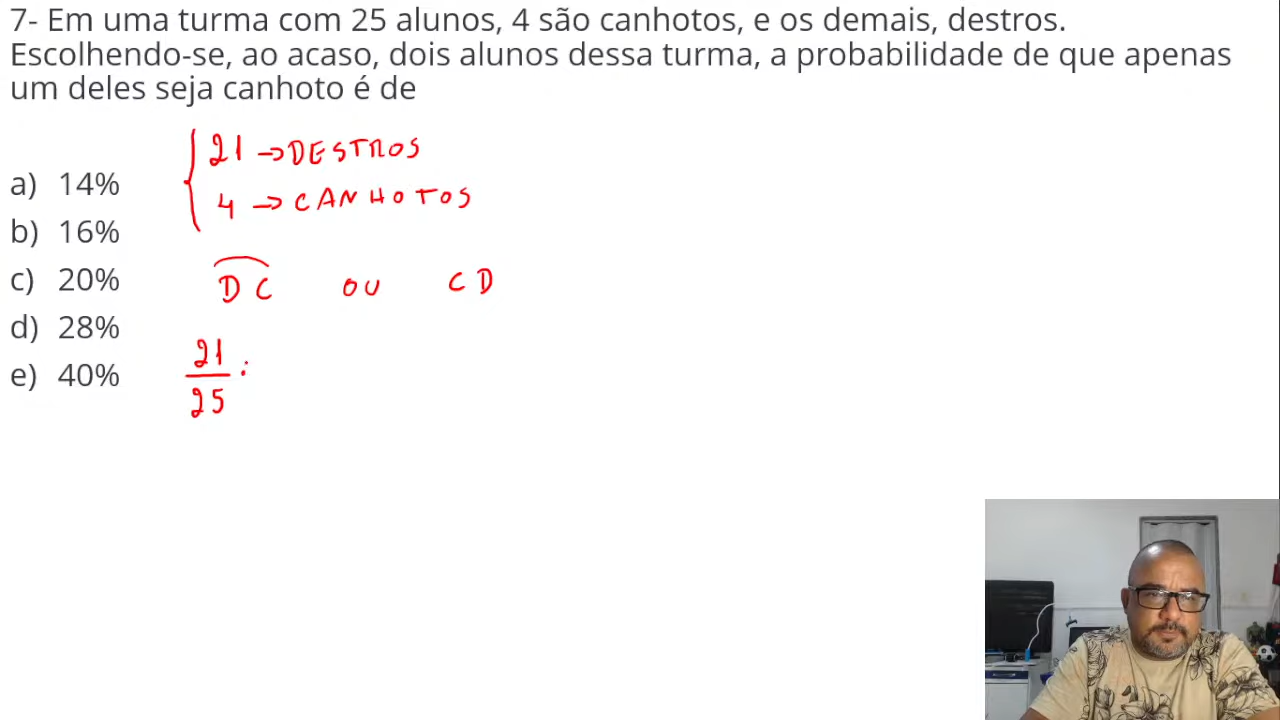 7- Em uma turma com 25 alunos, 4 são canhotos, e os demais, destros.
Escolhendo-se, ao acaso, dois alunos dessa turma, a probabilidade de que apenas
um deles seja canhoto é de
21 → DESTROS
a) 14%
4 → CANHOTOS
b) 16%
c) 20%
DC OU CD
d) 28%
e) 40%
21
25